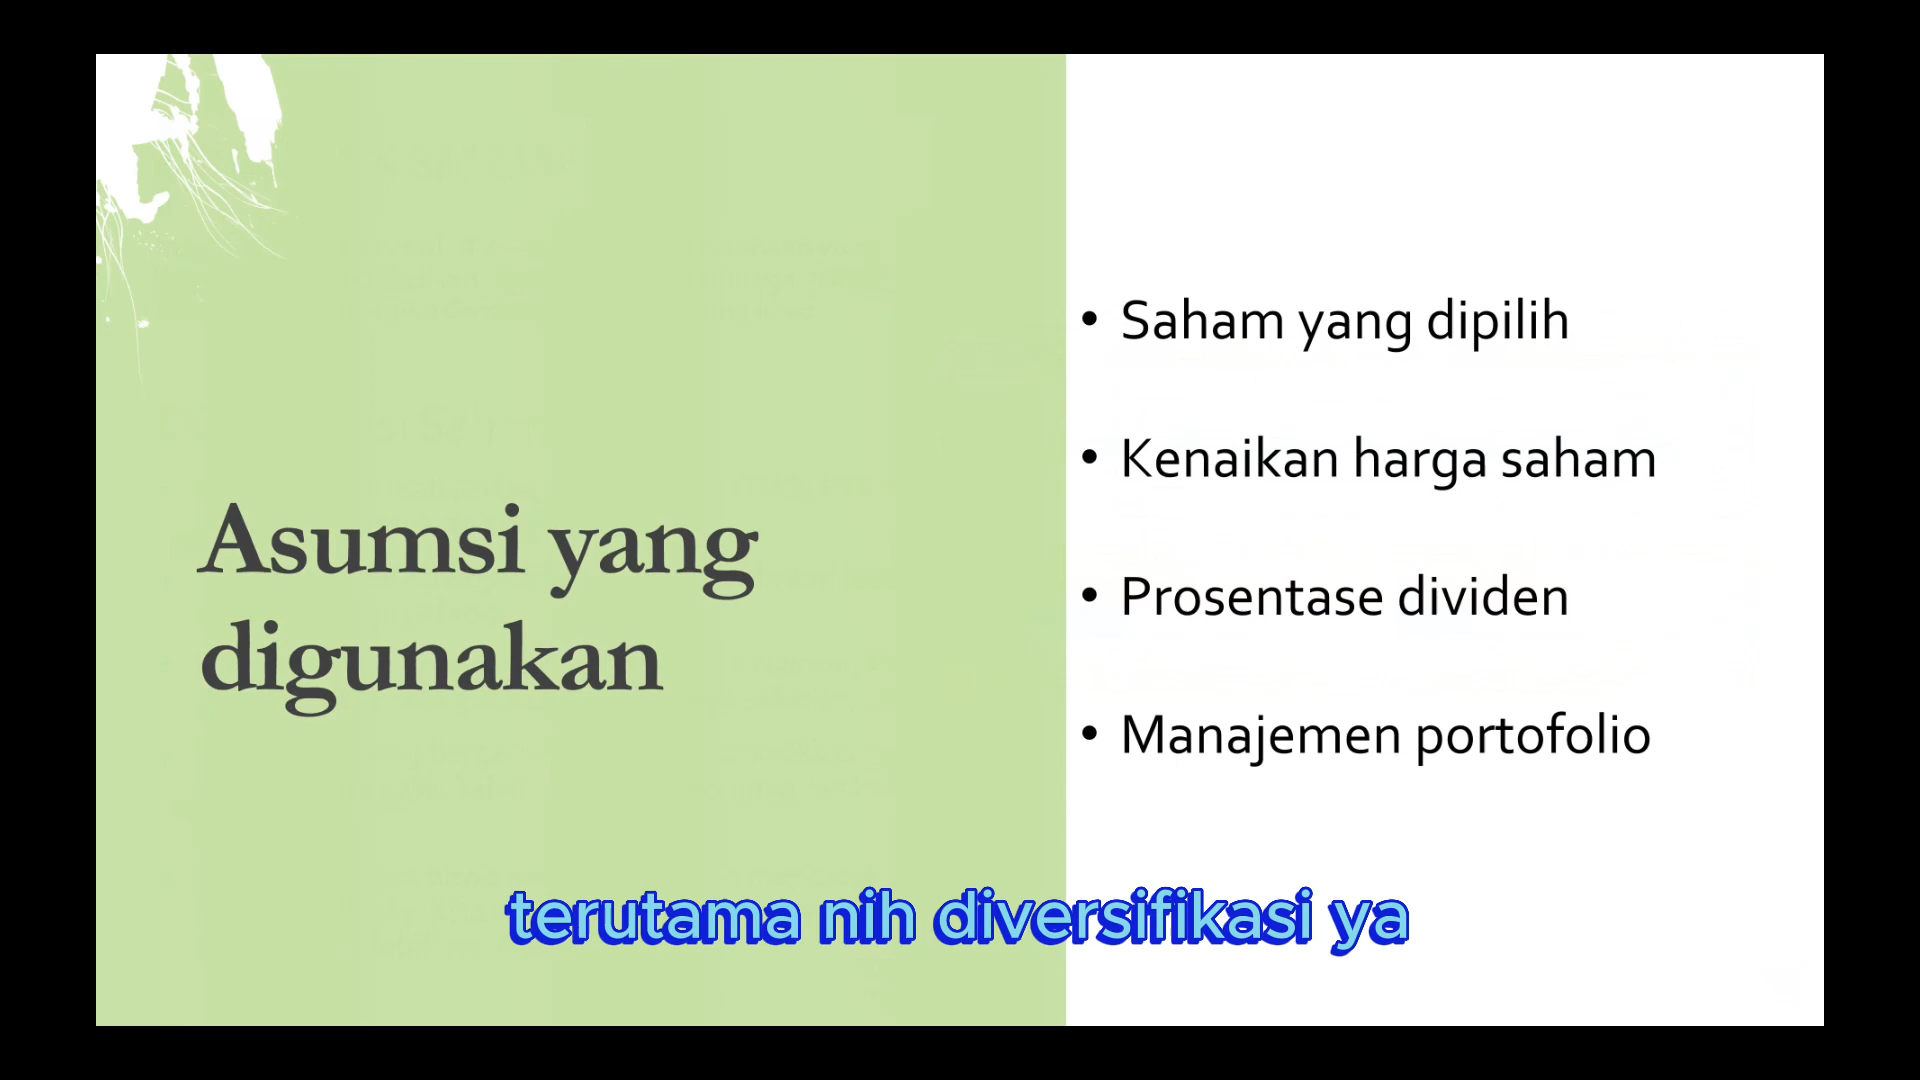 Asumsi yang
digunakan
• Saham yang dipilih
• Kenaikan harga saham
• Prosentase dividen
• Manajemen portofolio
terutama nih diversifikasi ya